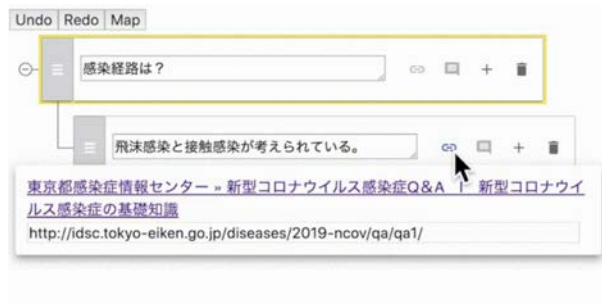 Undo Redo Map
感染経路は？
飛沫感染と接触感染が考えられている。
東京都感染症情報センター » 新型コロナウイルス感染症Q&A ｜ 新型コロナウイ
ルス感染症の基礎知識
http://idsc.tokyo-eiken.go.jp/diseases/2019-ncov/qa/qa1/